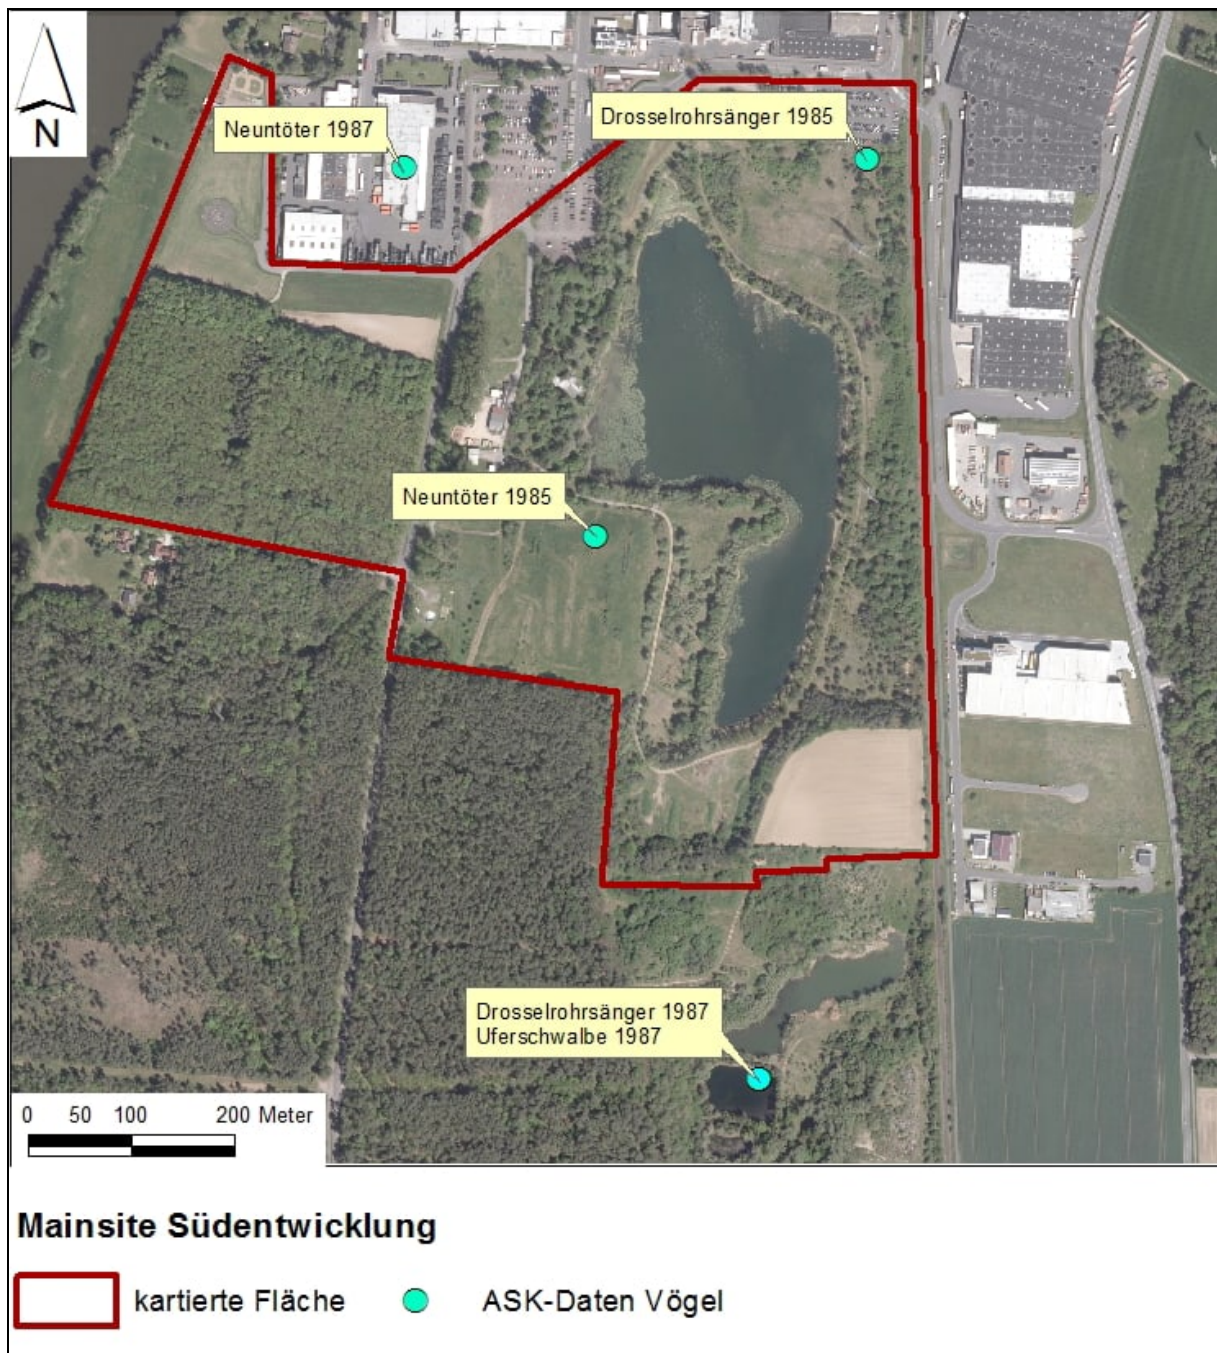 N
Neuntöter 1987
Drosselrohrsänger 1985
Neuntöter 1985
Drosselrohrsänger 1987
Uferschwalbe 1987
0 50 100 200 Meter
Mainsite Südentwicklung
kartierte Fläche
ASK-Daten Vögel